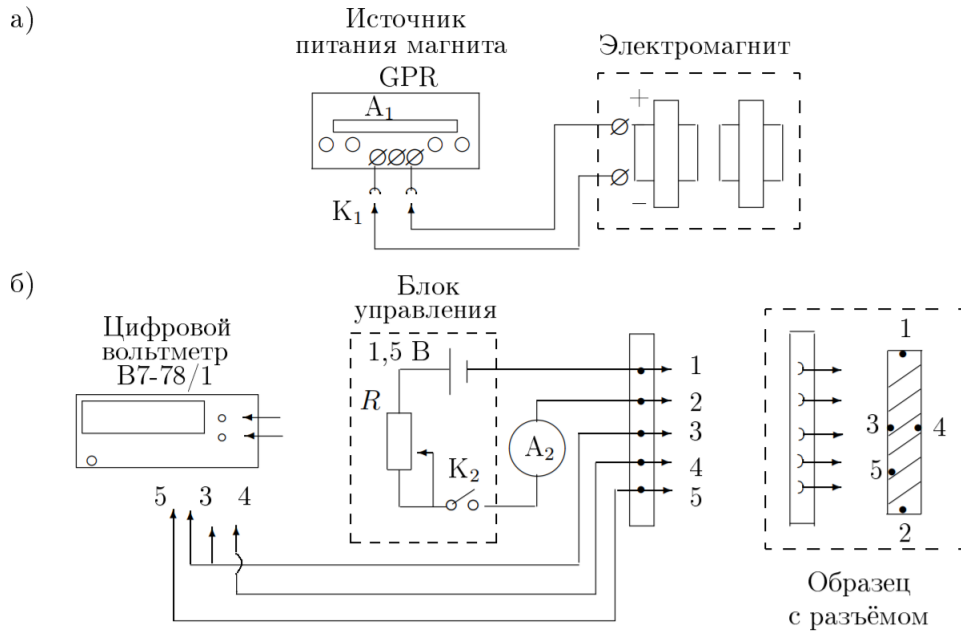 а)
Источник
питания магнита
GPR
A₁
K₁
Электромагнит
+
−
б)
Цифровой
вольтметр
В7-78/1
5 3 4
Блок
управления
1,5 В
R
K₂
A₂
1
2
3
4
5
1
3
4
5
2
Образец
с разъёмом